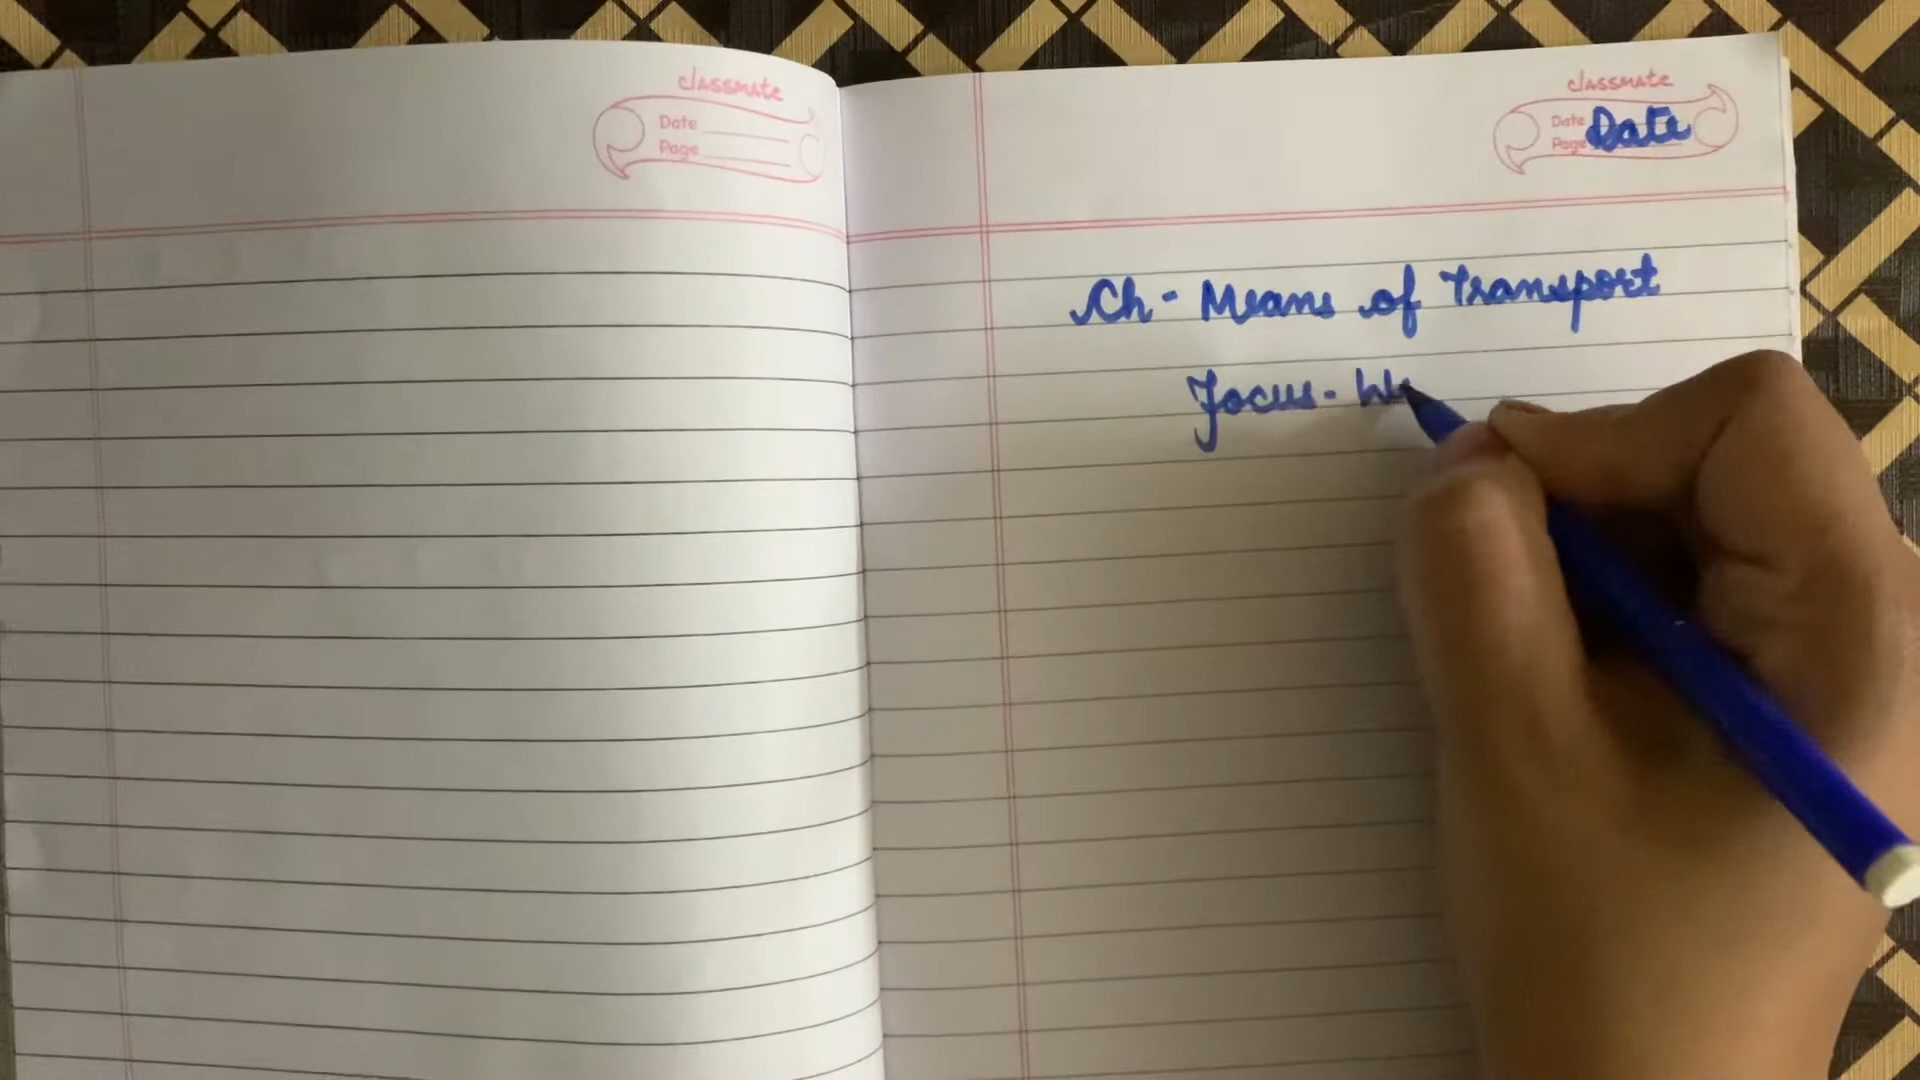 classmate
Date
Page
classmate
Date
Page
Date
Ch - Means of Transport
Focus -